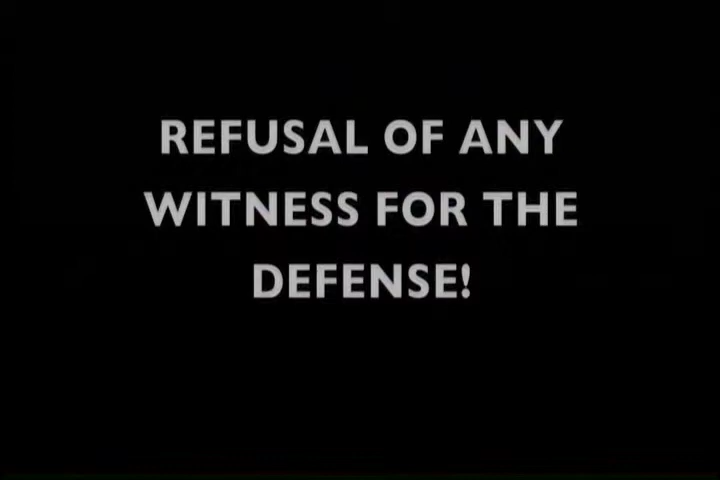 REFUSAL OF ANY
WITNESS FOR THE
DEFENSE!